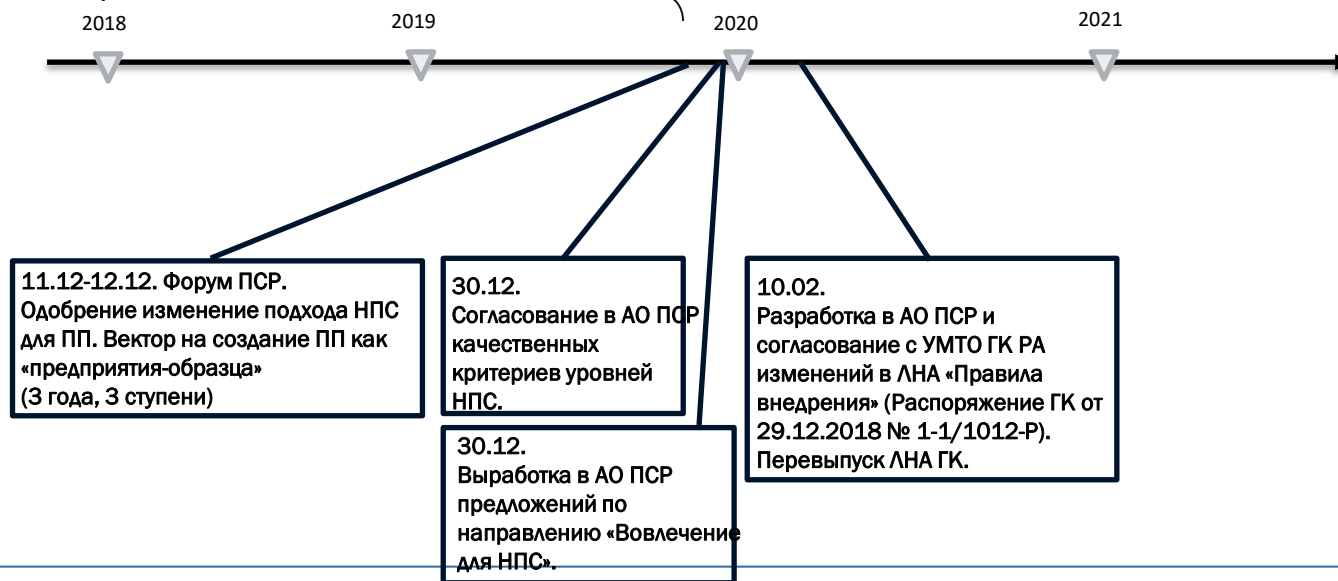 2018
2019
2020
2021
11.12-12.12. Форум ПСР.
Одобрение изменение подхода НПС
для ПП. Вектор на создание ПП как
«предприятия-образца»
(3 года, 3 ступени)
30.12.
Согласование в АО ПСР
качественных
критериев уровней
НПС.
30.12.
Выработка в АО ПСР
предложений по
направлению «Вовлечение
для НПС».
10.02.
Разработка в АО ПСР и
согласование с УМТО ГК РА
изменений в ЛНА «Правила
внедрения» (Распоряжение ГК от
29.12.2018 № 1-1/1012-Р).
Перевыпуск ЛНА ГК.